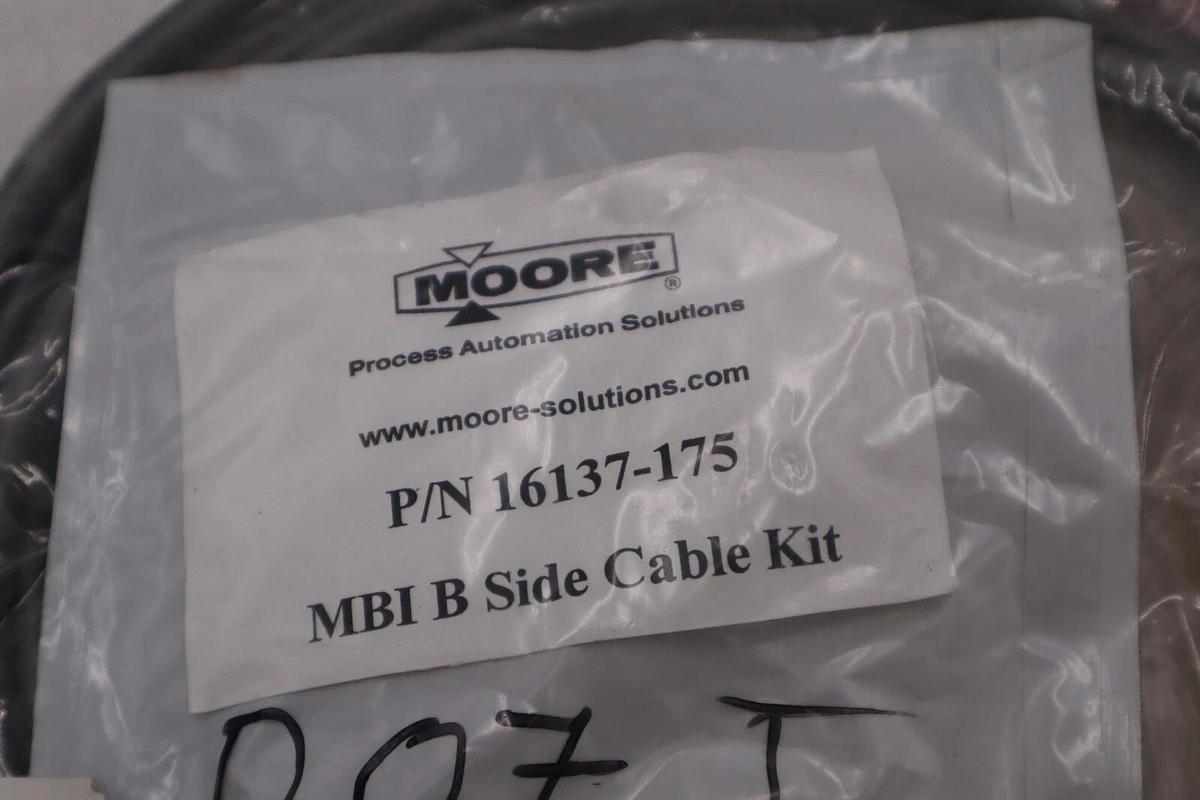 MOORE®
Process Automation Solutions
www.moore-solutions.com
P/N 16137-175
MBI B Side Cable Kit